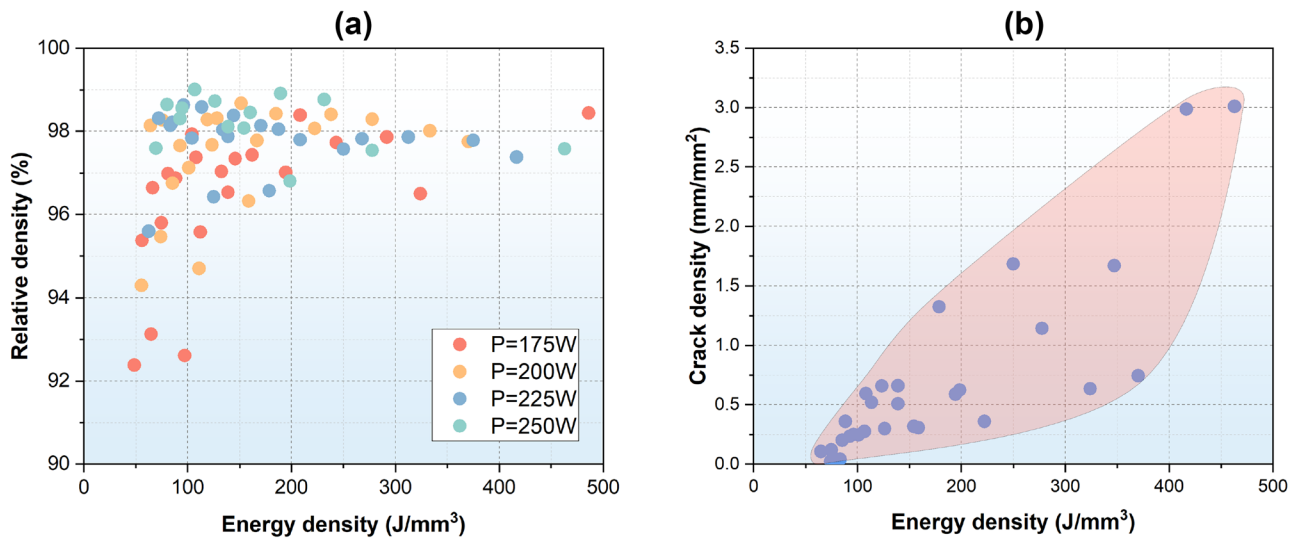 (a)
Relative density (%)
100
98
96
94
92
90
P=175W
P=200W
P=225W
P=250W
0
100
200
300
400
500
Energy density (J/mm³)
(b)
Crack density (mm/mm²)
3.5
3.0
2.5
2.0
1.5
1.0
0.5
0.0
0
100
200
300
400
500
Energy density (J/mm³)